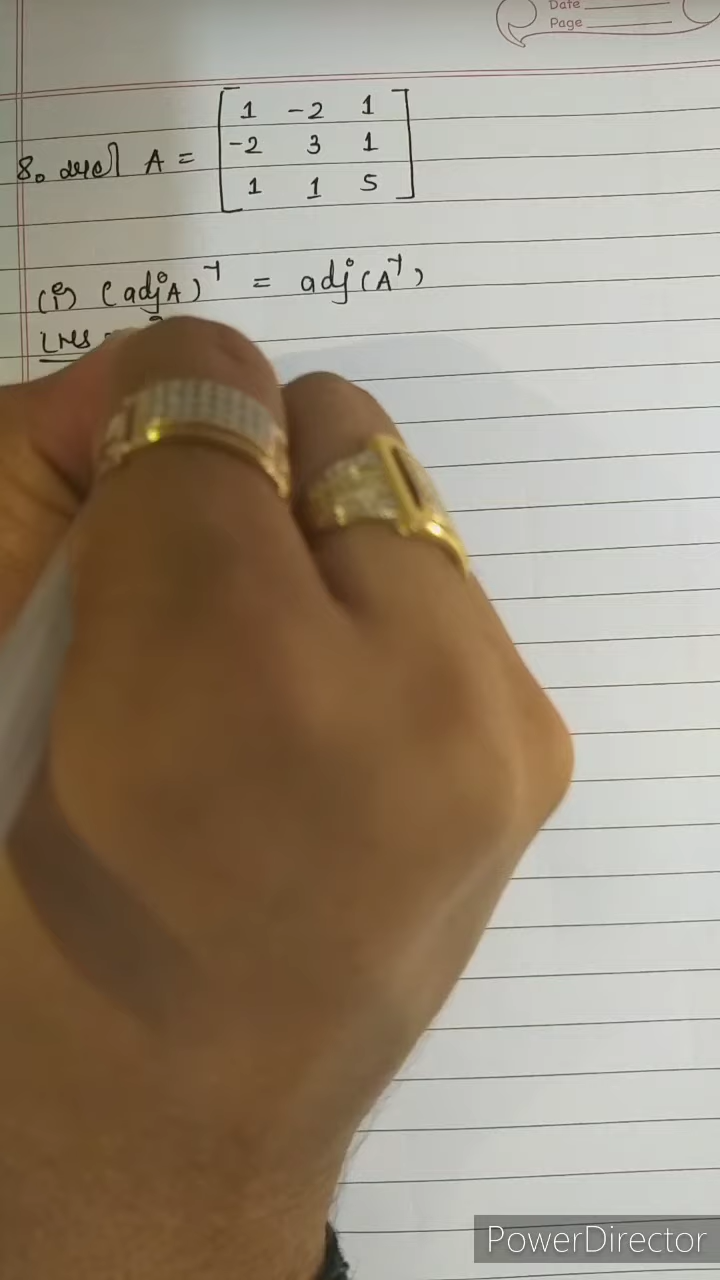 Date
Page
8. A = [ 1 -2 1
-2 3 1
1 1 5 ]
(i) (adj A)⁻¹ = adj (A⁻¹)
LHS
PowerDirector